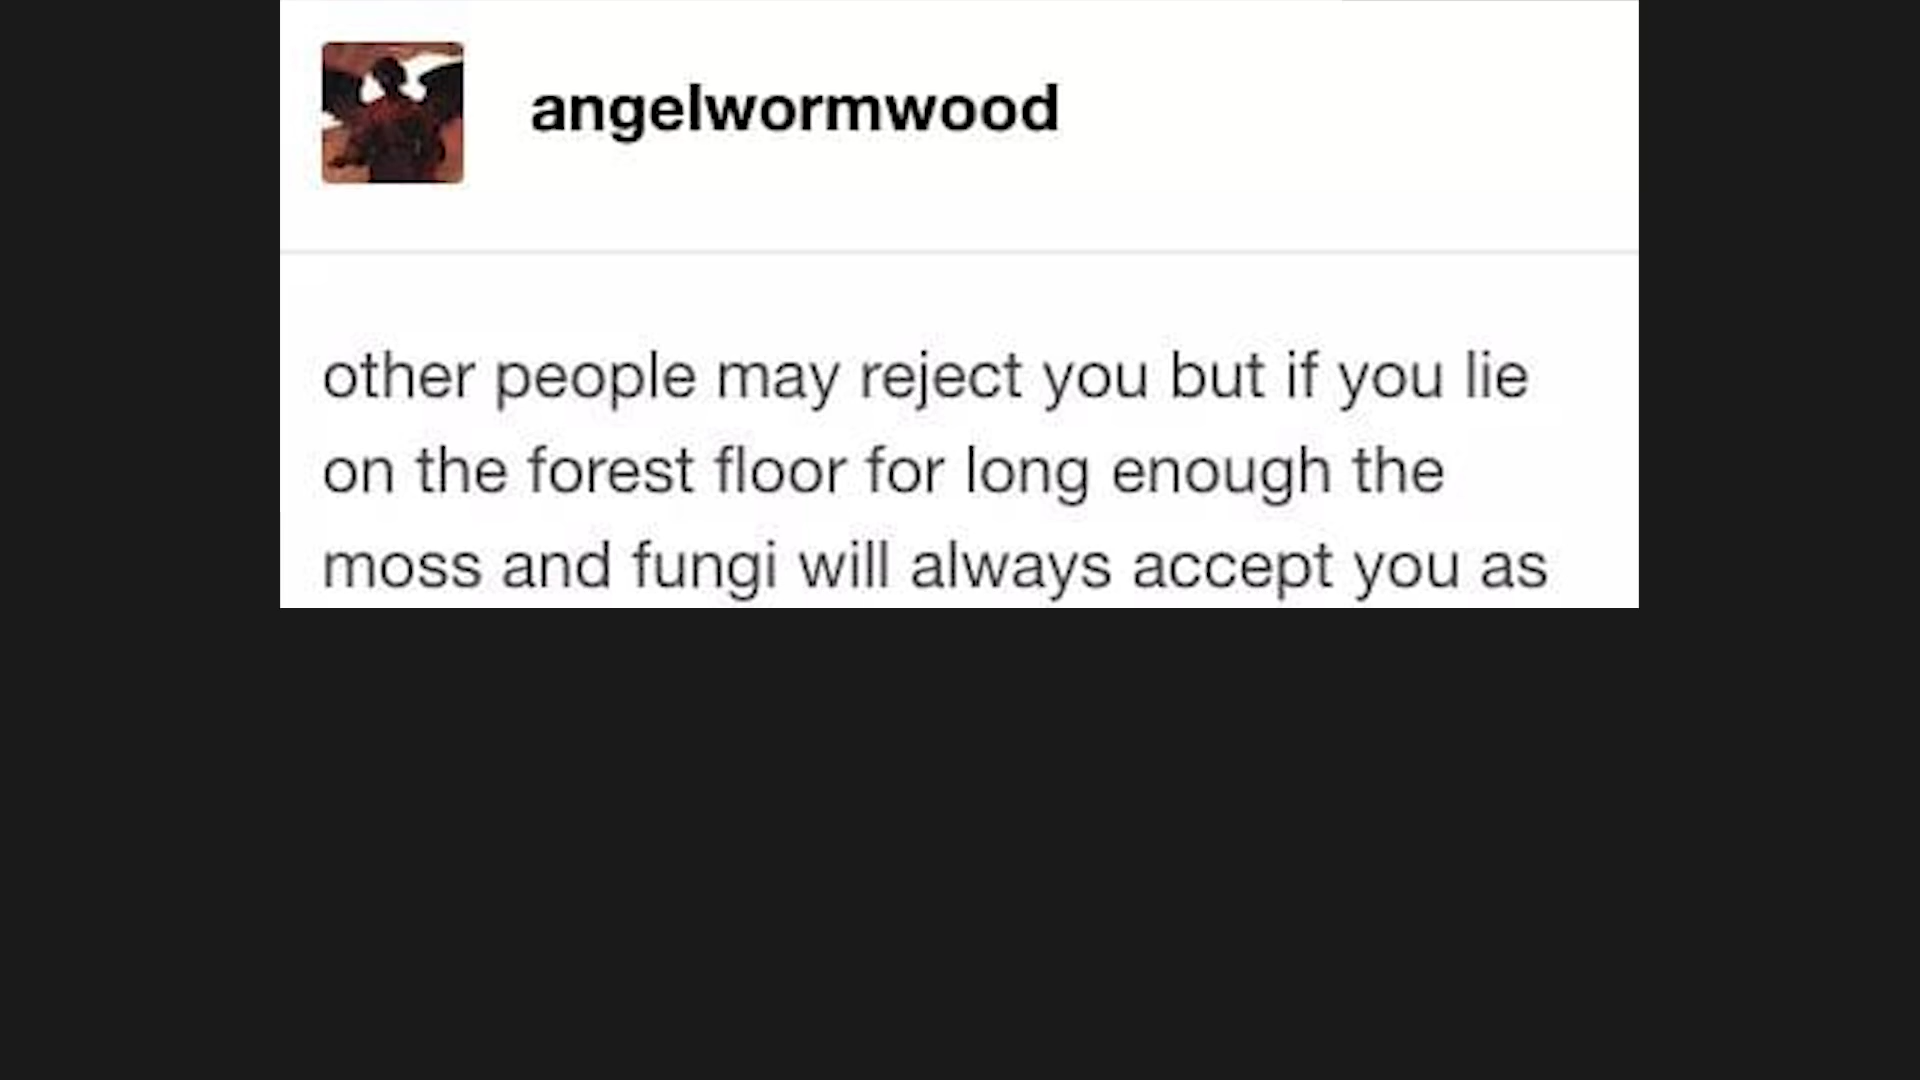 angelwormwood
other people may reject you but if you lie
on the forest floor for long enough the
moss and fungi will always accept you as